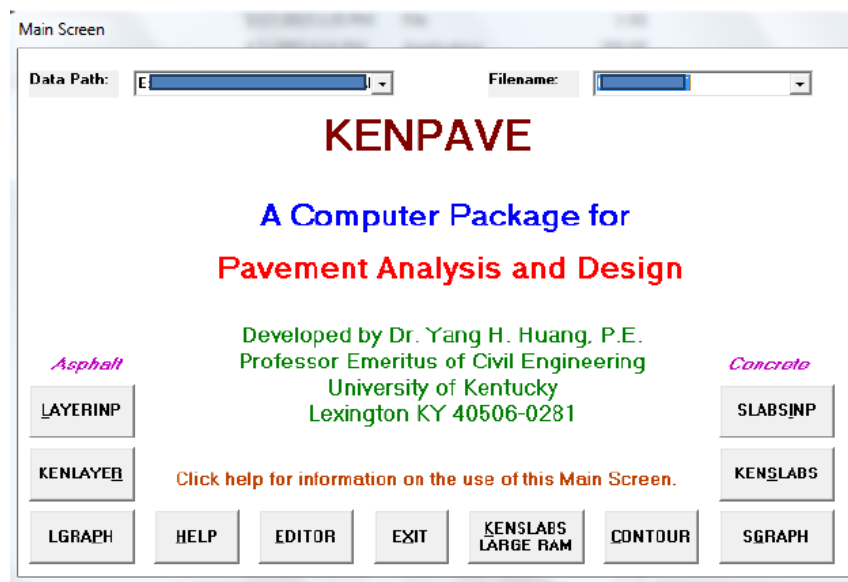 Main Screen
Data Path:
Filename:
KENPAVE
A Computer Package for
Pavement Analysis and Design
Developed by Dr. Yang H. Huang, P.E.
Asphalt
Professor Emeritus of Civil Engineering
Concrete
University of Kentucky
LAYERINP
Lexington KY 40506-0281
SLABSINP
KENLAYER
Click help for information on the use of this Main Screen.
KENSLABS
LGRAPH
HELP
EDITOR
EXIT
KENSLABS
LARGE RAM
CONTOUR
SGRAPH